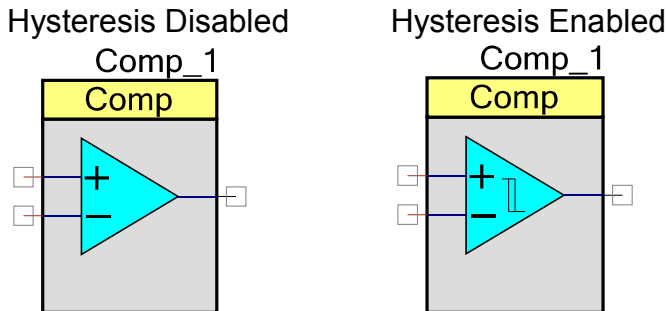 Hysteresis Disabled
Comp_1
Comp
+
−
Hysteresis Enabled
Comp_1
Comp
+
−